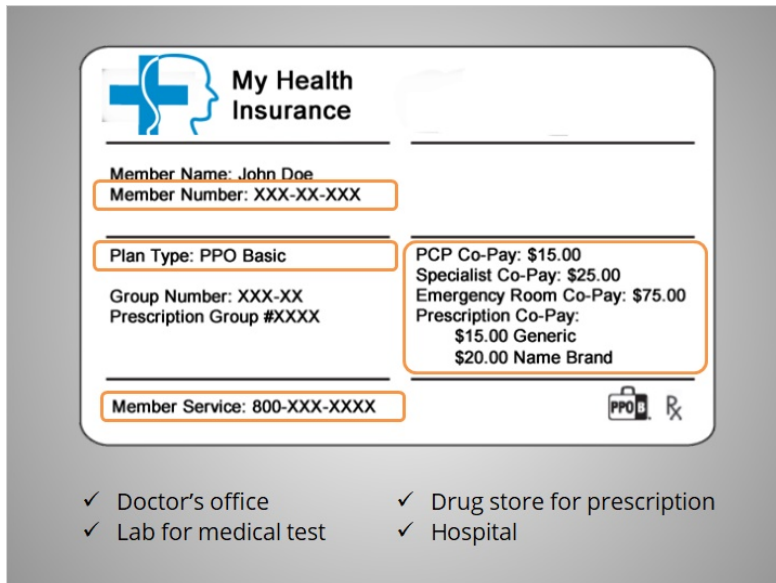 My Health
Insurance
Member Name: John Doe
Member Number: XXX-XX-XXX
Plan Type: PPO Basic
Group Number: XXX-XX
Prescription Group #XXXX
PCP Co-Pay: $15.00
Specialist Co-Pay: $25.00
Emergency Room Co-Pay: $75.00
Prescription Co-Pay:
$15.00 Generic
$20.00 Name Brand
Member Service: 800-XXX-XXXX
PPO B
Rx
✓ Doctor’s office
✓ Lab for medical test
✓ Drug store for prescription
✓ Hospital